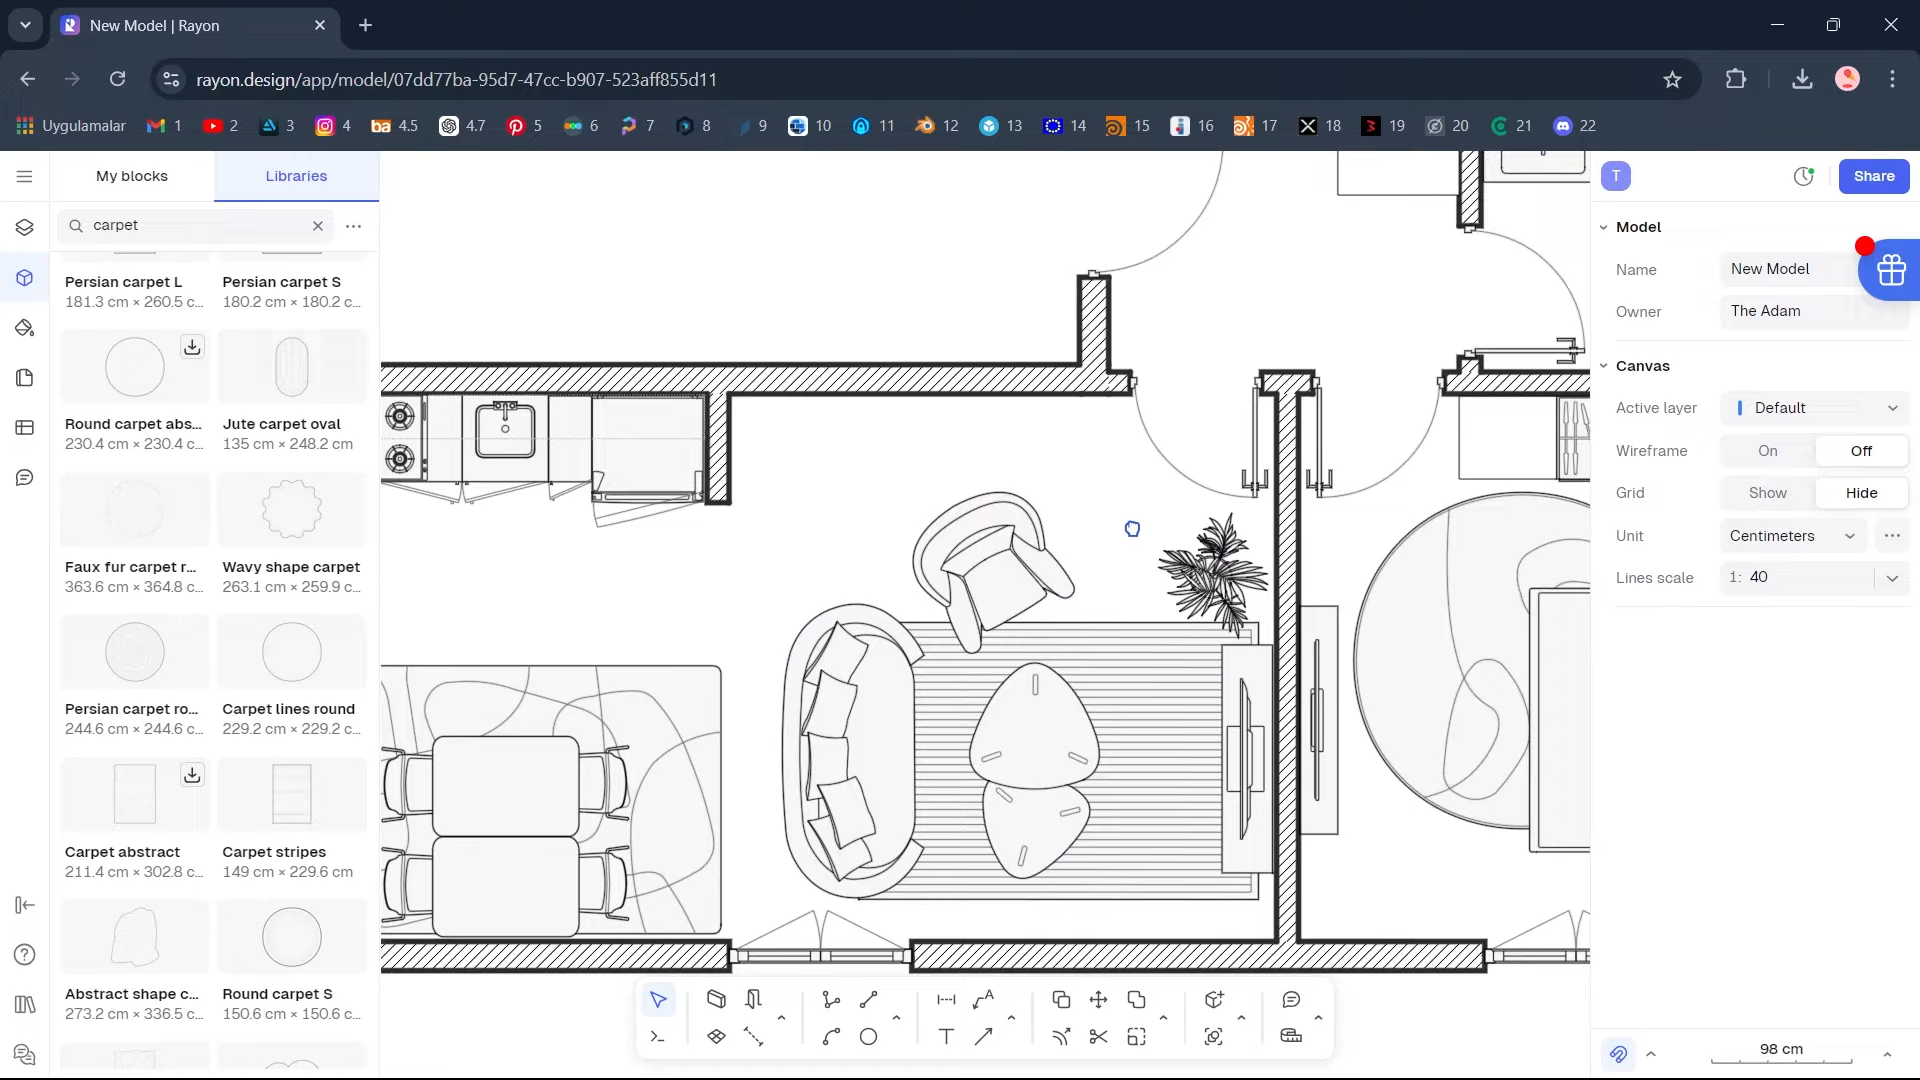 New Model | Rayon
rayon.design/app/model/07dd77ba-95d7-47cc-b907-523aff855d11
Uygulamalar 1 2 3 4 4.5 4.7 5 6 7 8 9 10 11 12 13 14 15 16 17 18 19 20 21 22
My blocks Libraries
carpet
Persian carpet L Persian carpet S
181.3 cm × 260.5 c... 180.2 cm × 180.2 c...
Round carpet abs... Jute carpet oval
230.4 cm × 230.4 c... 135 cm × 248.2 cm
Faux fur carpet r... Wavy shape carpet
363.6 cm × 364.8 c... 263.1 cm × 259.9 c...
Persian carpet ro... Carpet lines round
244.6 cm × 244.6 c... 229.2 cm × 229.2 c...
Carpet abstract Carpet stripes
211.4 cm × 302.8 c... 149 cm × 229.6 cm
Abstract shape c... Round carpet S
273.2 cm × 336.5 c... 150.6 cm × 150.6 c...
T Share
Model
Name New Model
Owner The Adam
Canvas
Active layer Default
Wireframe On Off
Grid Show Hide
Unit Centimeters
Lines scale 1: 40
98 cm